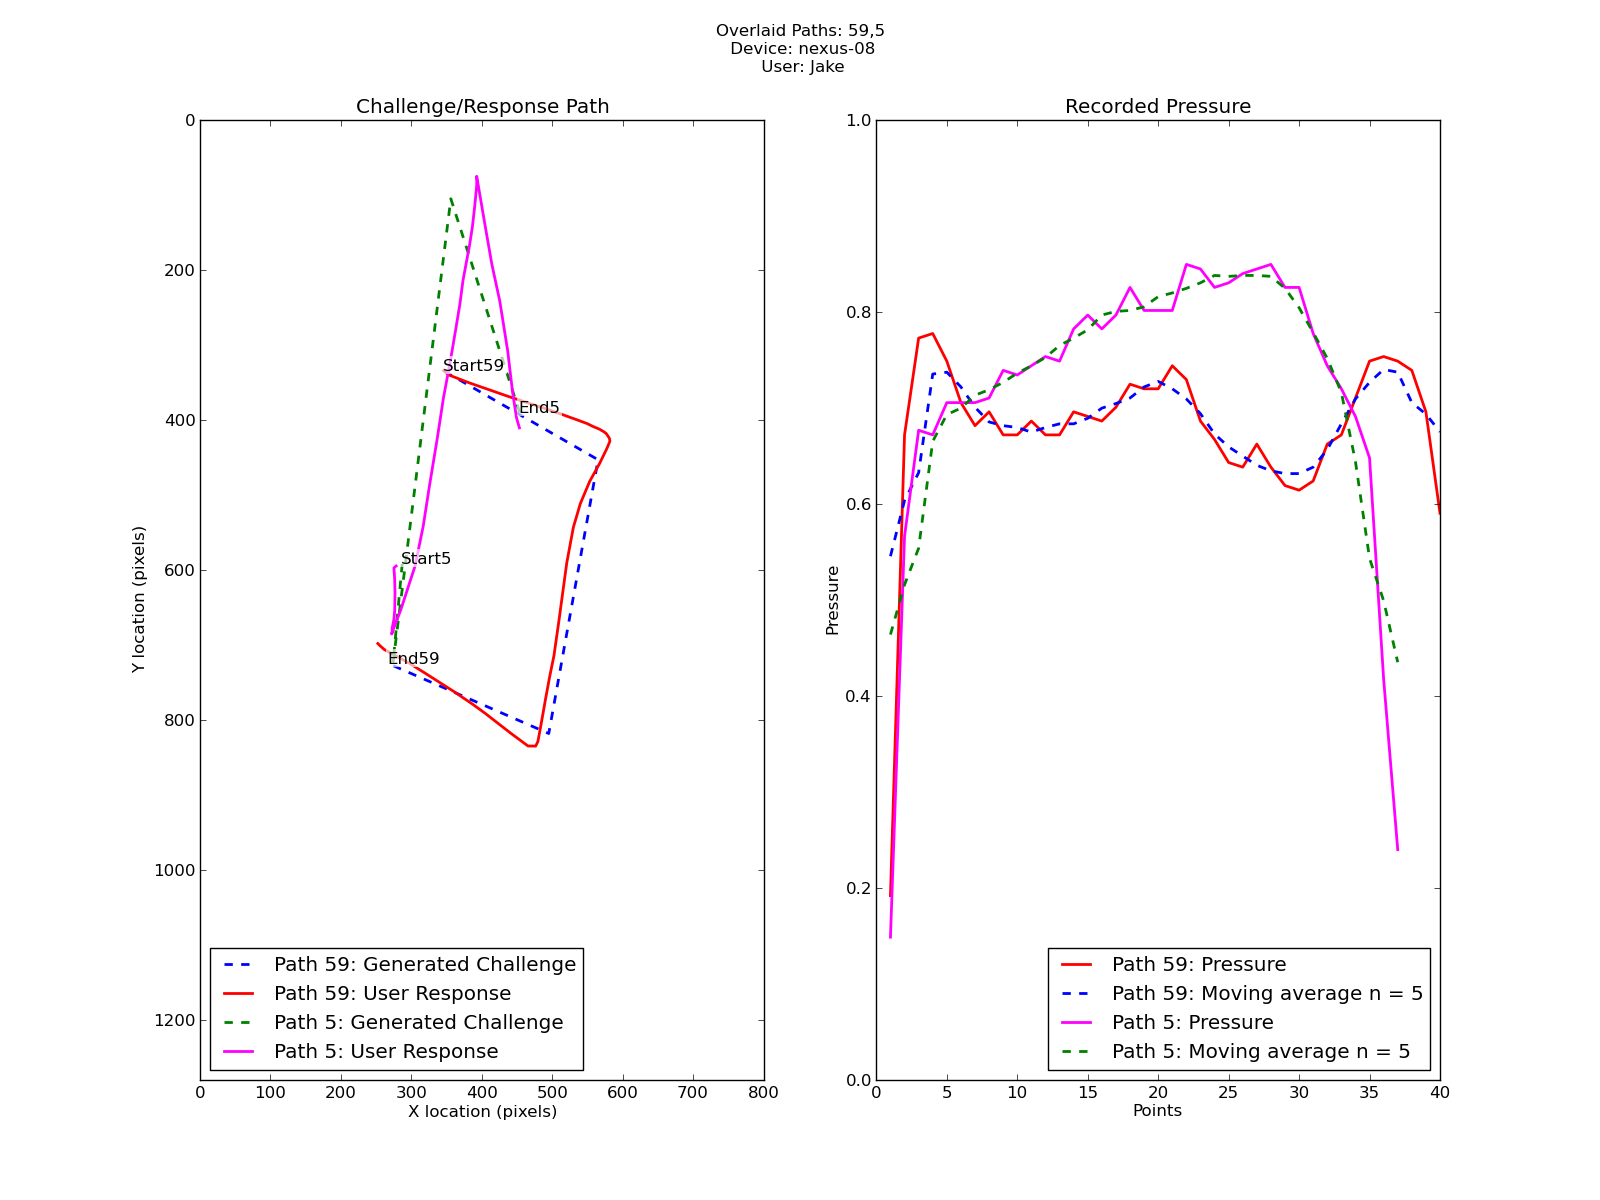 Overlaid Paths: 59,5
Device: nexus-08
User: Jake
Challenge/Response Path
0
200
400
600
800
1000
1200
Y location (pixels)
Start59
End5
Start5
End59
Path 59: Generated Challenge
Path 59: User Response
Path 5: Generated Challenge
Path 5: User Response
0 100 200 300 400 500 600 700 800
X location (pixels)
Recorded Pressure
1.0
0.8
0.6
0.4
0.2
0.0
Pressure
Path 59: Pressure
Path 59: Moving average n = 5
Path 5: Pressure
Path 5: Moving average n = 5
0 5 10 15 20 25 30 35 40
Points